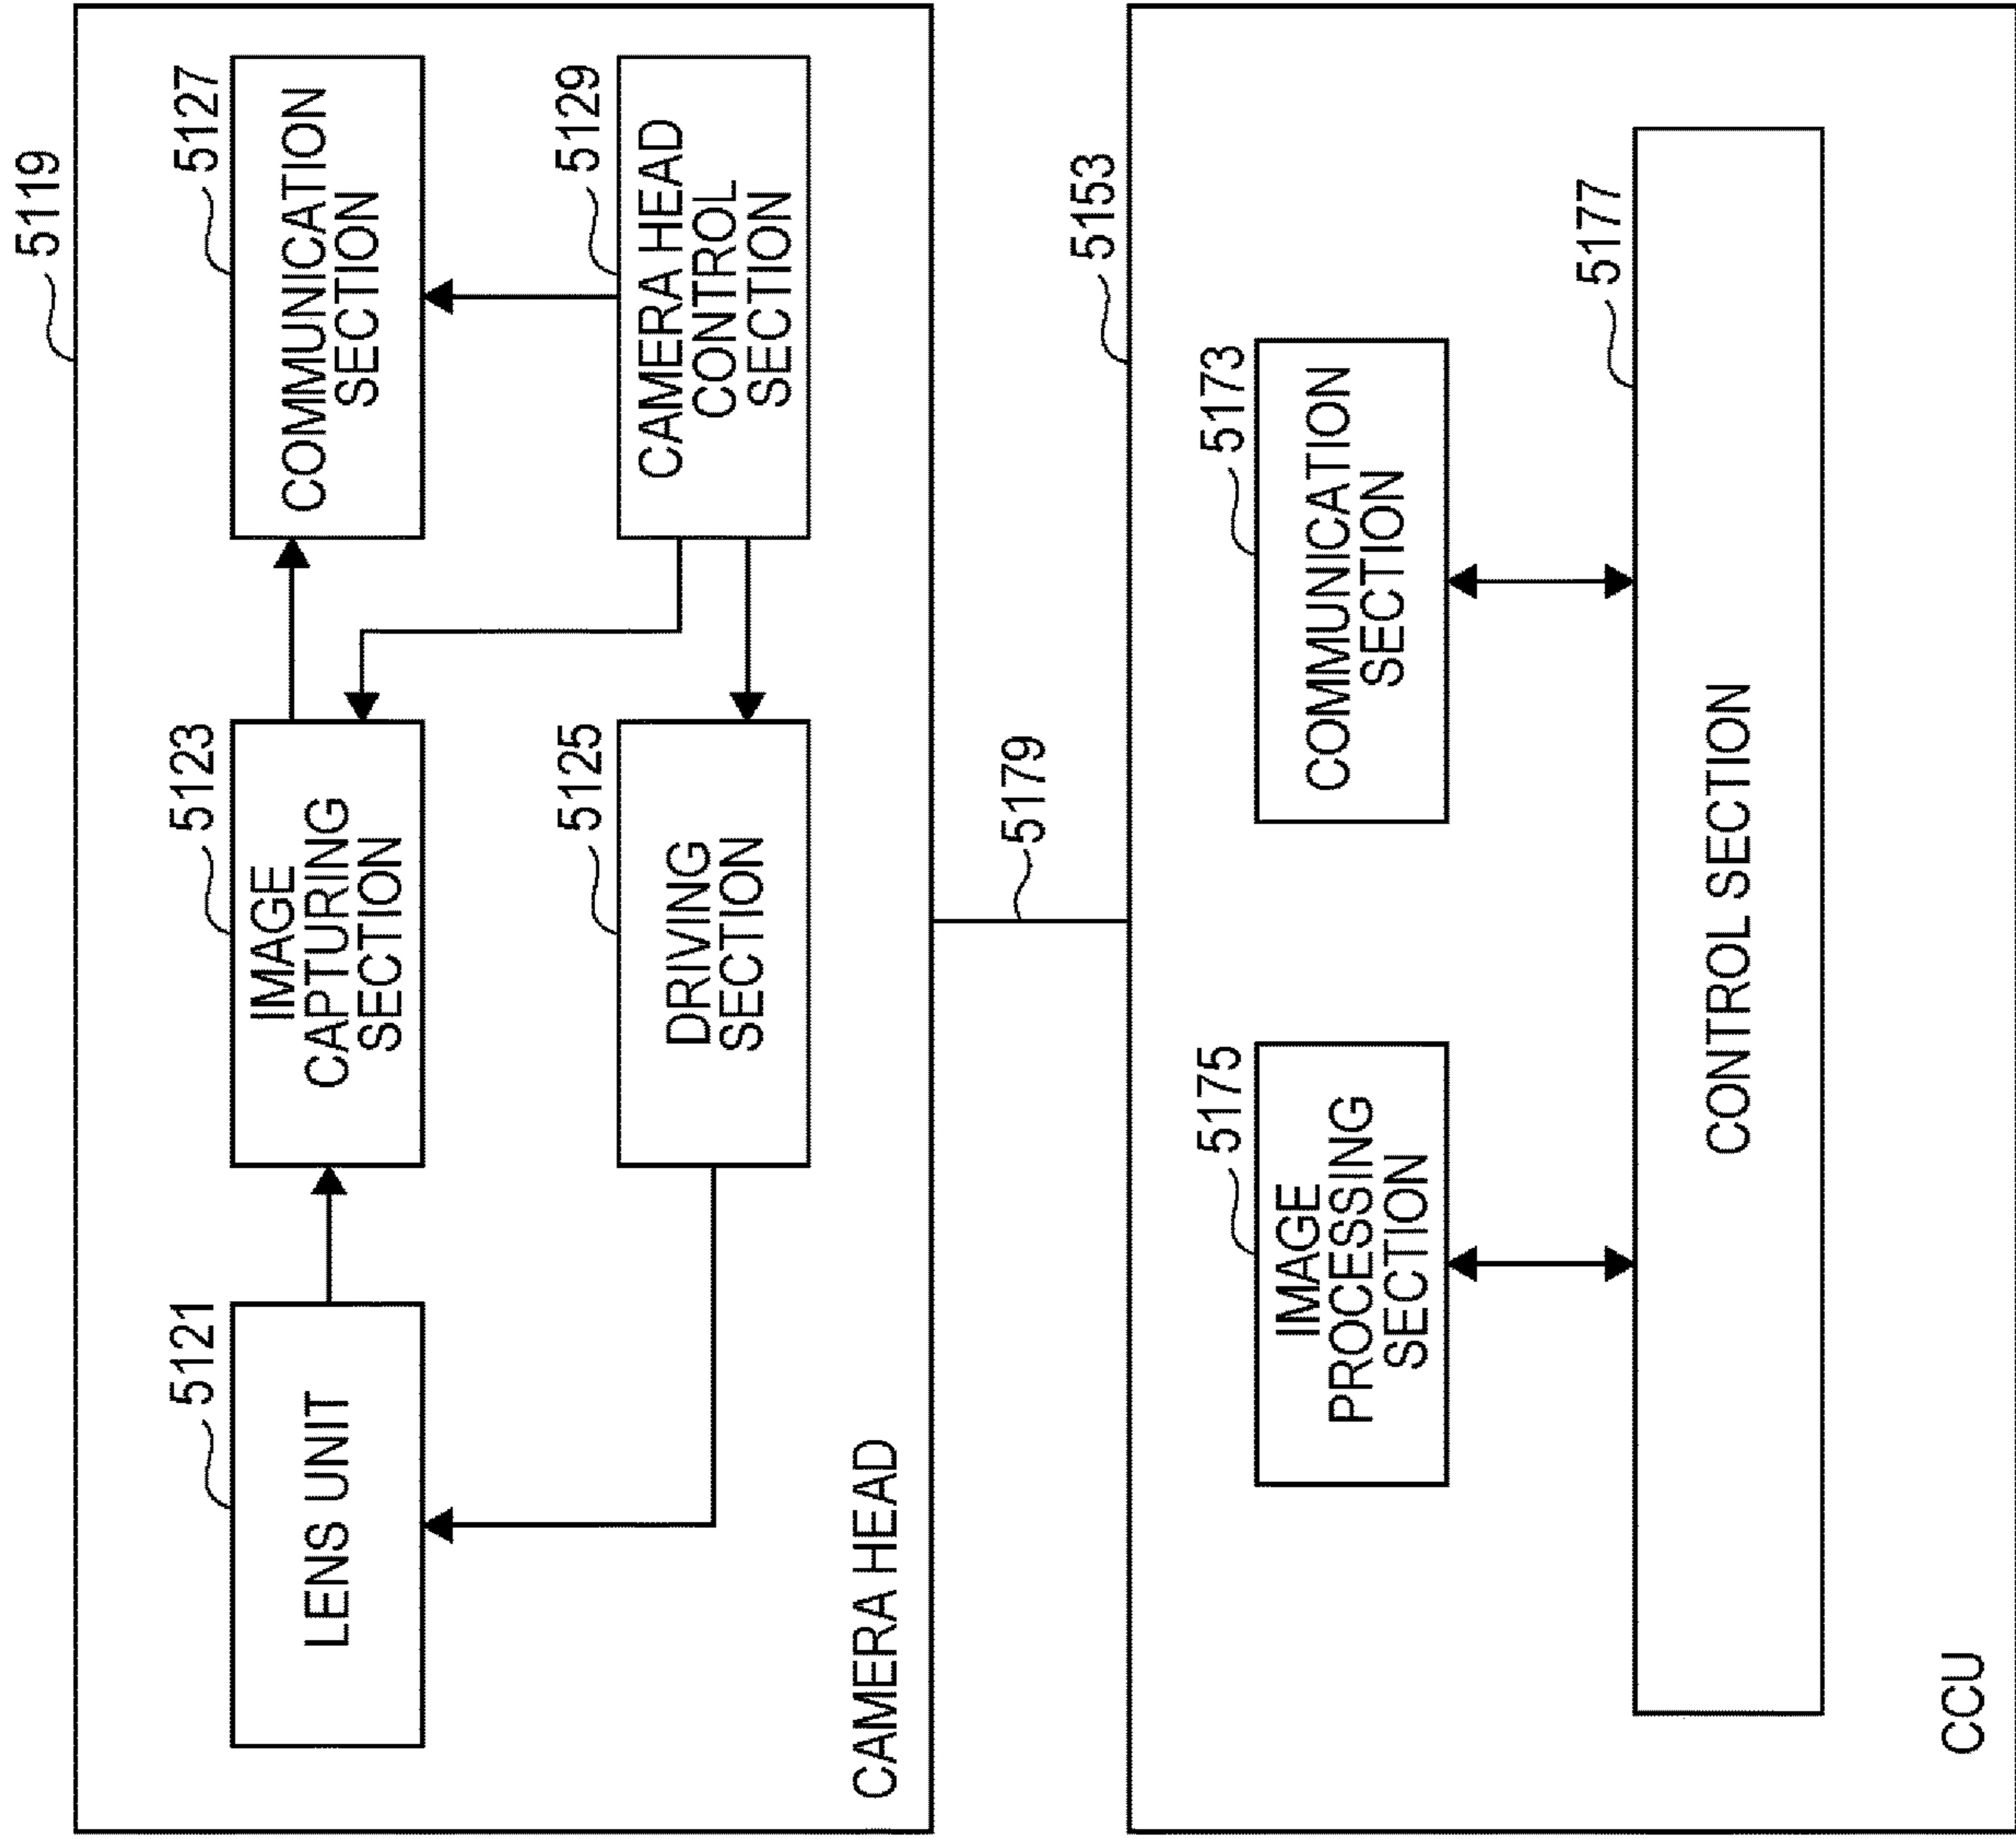 5119
5121
LENS UNIT
5123
IMAGE
CAPTURING
SECTION
5127
COMMUNICATION
SECTION
5125
DRIVING
SECTION
5129
CAMERA HEAD
CONTROL
SECTION
CAMERA HEAD
5179
5153
5175
IMAGE
PROCESSING
SECTION
5173
COMMUNICATION
SECTION
5177
CONTROL SECTION
CCU